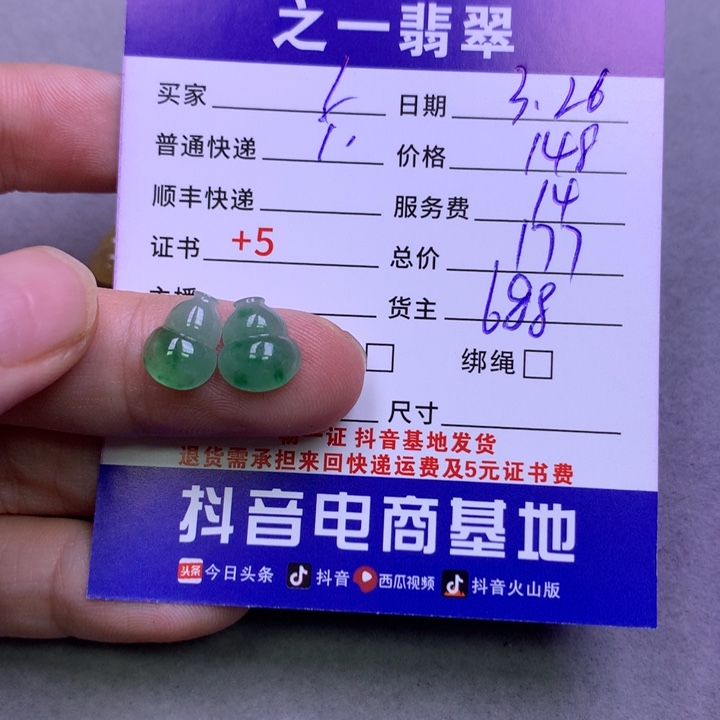 之一翡翠
买家 日期 3.26
普通快递 价格 148
顺丰快递 服务费 14
证书 +5 总价 177
货主 688
绑绳
尺寸
一证 抖音基地发货
退货需承担来回快递运费及5元证书费
抖音电商基地
头条 今日头条 抖音 西瓜视频 抖音火山版